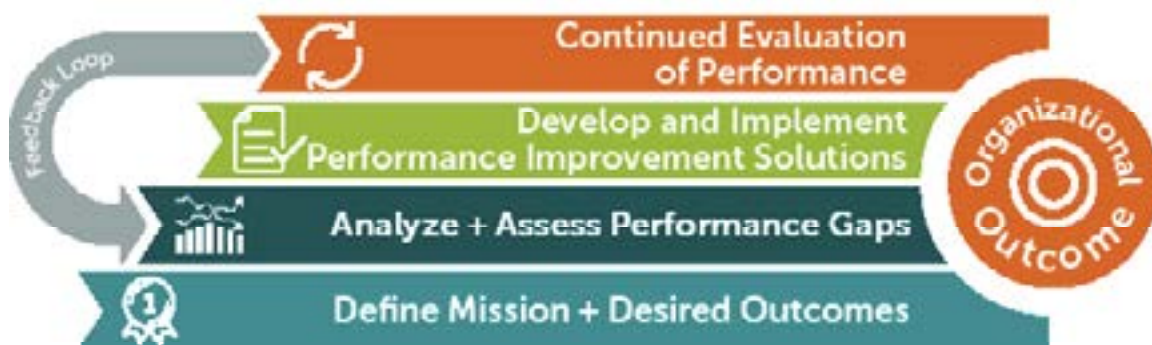 Feedback Loop
Continued Evaluation
of Performance
Develop and Implement
Performance Improvement Solutions
Analyze + Assess Performance Gaps
1
Define Mission + Desired Outcomes
Organizational
Outcome